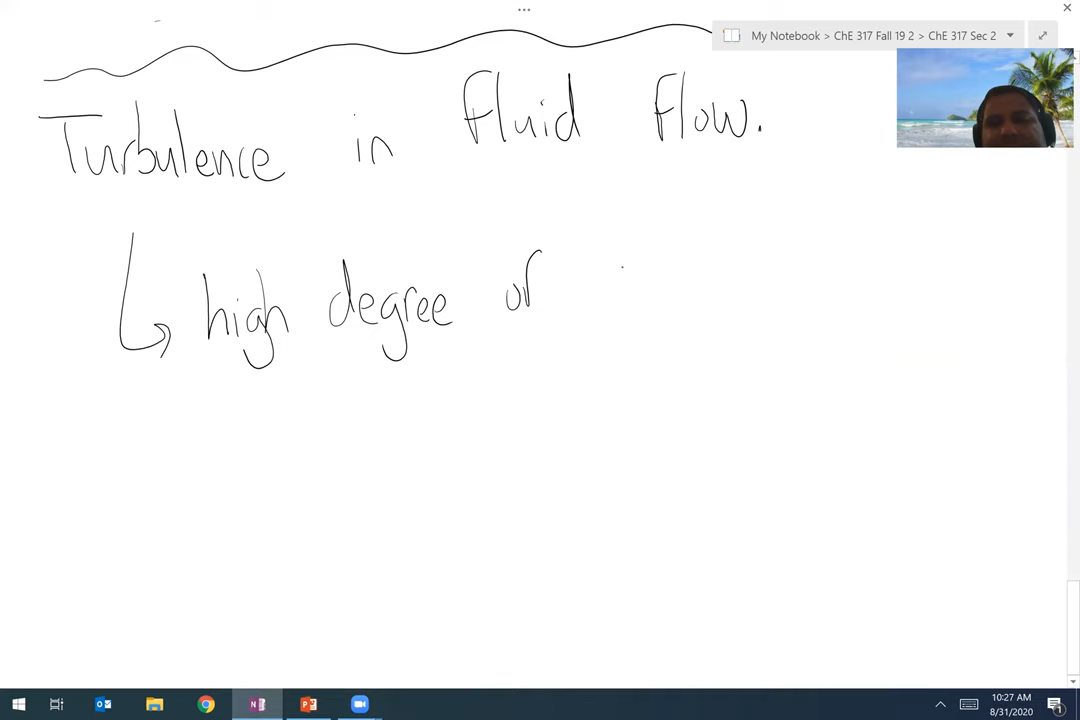 My Notebook > ChE 317 Fall 19 2 > ChE 317 Sec 2
Turbulence in Fluid Flow.
high degree of
10:27 AM
8/31/2020